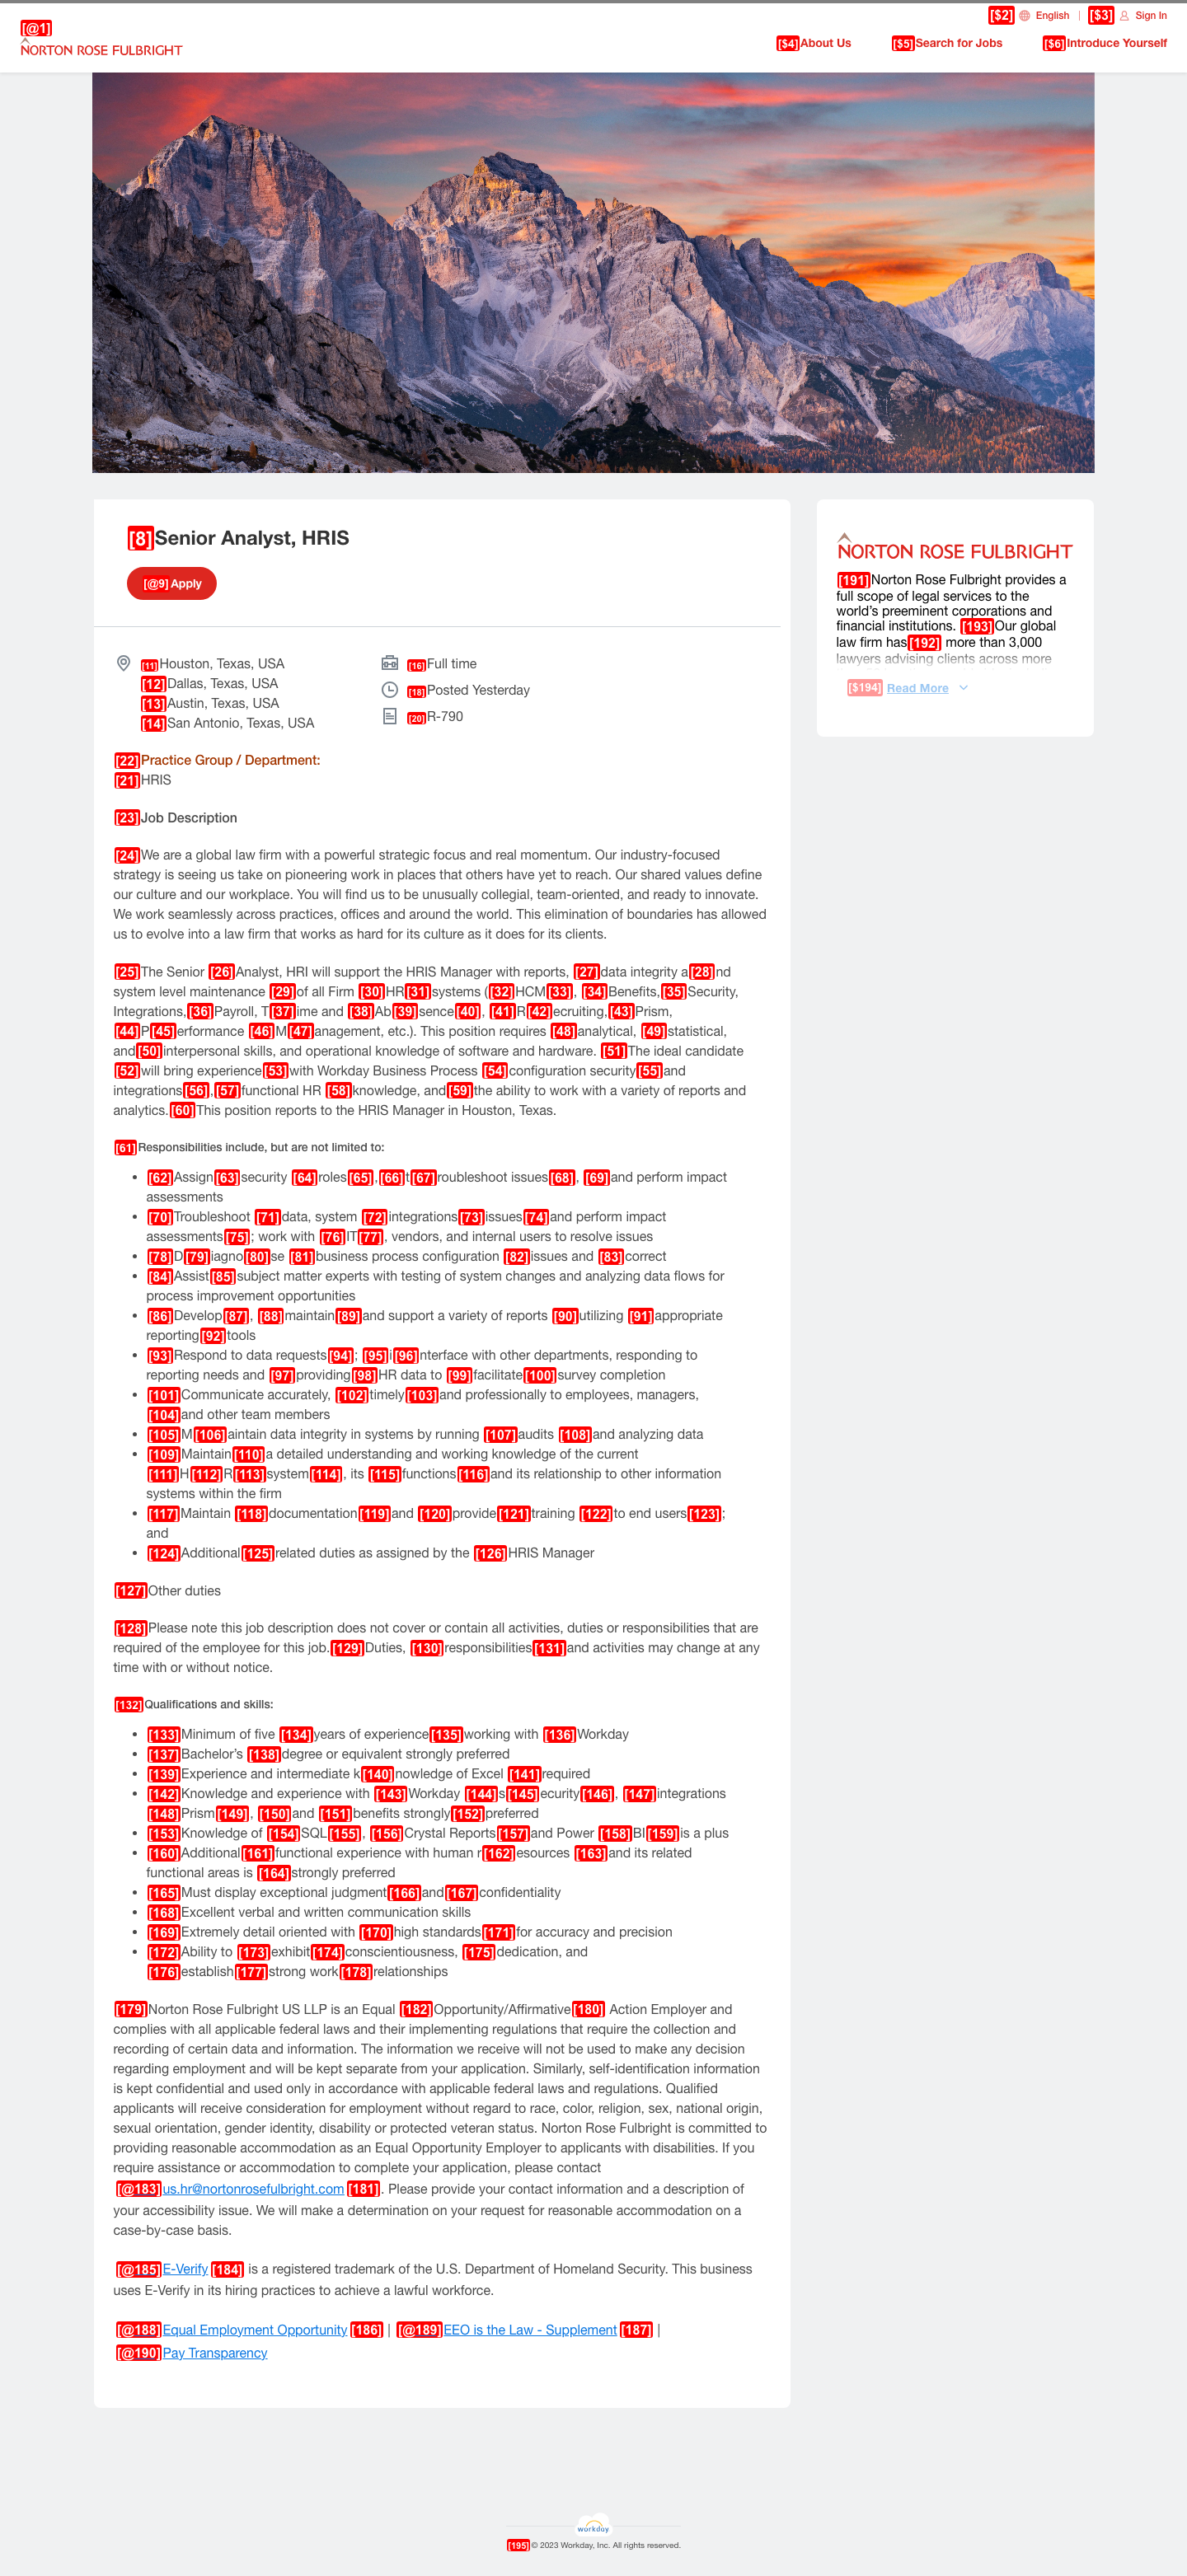 [@1]
[$2] English | [$3] Sign In
NORTON ROSE FULBRIGHT
[$4]About Us [$5]Search for Jobs [$6]Introduce Yourself
[8]Senior Analyst, HRIS
[@9]Apply
[11]Houston, Texas, USA
[12]Dallas, Texas, USA
[13]Austin, Texas, USA
[14]San Antonio, Texas, USA
[16]Full time
[18]Posted Yesterday
[20]R-790
[22]Practice Group / Department:
[21]HRIS
[23]Job Description
[24]We are a global law firm with a powerful strategic focus and real momentum. Our industry-focused
strategy is seeing us take on pioneering work in places that others have yet to reach. Our shared values define
our culture and our workplace. You will find us to be unusually collegial, team-oriented, and ready to innovate.
We work seamlessly across practices, offices and around the world. This elimination of boundaries has allowed
us to evolve into a law firm that works as hard for its culture as it does for its clients.
[25]The Senior [26]Analyst, HRI will support the HRIS Manager with reports, [27]data integrity a[28]nd
system level maintenance [29]of all Firm [30]HR[31]systems ([32]HCM[33], [34]Benefits,[35]Security,
Integrations,[36]Payroll, T[37]ime and [38]Ab[39]sence[40], [41]R[42]ecruiting,[43]Prism,
[44]P[45]erformance [46]M[47]anagement, etc.). This position requires [48]analytical, [49]statistical,
and[50]interpersonal skills, and operational knowledge of software and hardware. [51]The ideal candidate
[52]will bring experience[53]with Workday Business Process [54]configuration security[55]and
integrations[56],[57]functional HR [58]knowledge, and[59]the ability to work with a variety of reports and
analytics.[60]This position reports to the HRIS Manager in Houston, Texas.
[61]Responsibilities include, but are not limited to:
• [62]Assign[63]security [64]roles[65],[66]t[67]roubleshoot issues[68], [69]and perform impact
assessments
• [70]Troubleshoot [71]data, system [72]integrations[73]issues[74]and perform impact
assessments[75]; work with [76]IT[77], vendors, and internal users to resolve issues
• [78]D[79]iagno[80]se [81]business process configuration [82]issues and [83]correct
• [84]Assist[85]subject matter experts with testing of system changes and analyzing data flows for
process improvement opportunities
• [86]Develop[87], [88]maintain[89]and support a variety of reports [90]utilizing [91]appropriate
reporting[92]tools
• [93]Respond to data requests[94]; [95]i[96]nterface with other departments, responding to
reporting needs and [97]providing[98]HR data to [99]facilitate[100]survey completion
• [101]Communicate accurately, [102]timely[103]and professionally to employees, managers,
[104]and other team members
• [105]M[106]aintain data integrity in systems by running [107]audits [108]and analyzing data
• [109]Maintain[110]a detailed understanding and working knowledge of the current
[111]H[112]R[113]system[114], its [115]functions[116]and its relationship to other information
systems within the firm
• [117]Maintain [118]documentation[119]and [120]provide[121]training [122]to end users[123];
and
• [124]Additional[125]related duties as assigned by the [126]HRIS Manager
[127]Other duties
[128]Please note this job description does not cover or contain all activities, duties or responsibilities that are
required of the employee for this job.[129]Duties, [130]responsibilities[131]and activities may change at any
time with or without notice.
[132]Qualifications and skills:
• [133]Minimum of five [134]years of experience[135]working with [136]Workday
• [137]Bachelor's [138]degree or equivalent strongly preferred
• [139]Experience and intermediate k[140]nowledge of Excel [141]required
• [142]Knowledge and experience with [143]Workday [144]s[145]ecurity[146], [147]integrations
[148]Prism[149], [150]and [151]benefits strongly[152]preferred
• [153]Knowledge of [154]SQL[155], [156]Crystal Reports[157]and Power [158]BI[159]is a plus
• [160]Additional[161]functional experience with human r[162]esources [163]and its related
functional areas is [164]strongly preferred
• [165]Must display exceptional judgment[166]and[167]confidentiality
• [168]Excellent verbal and written communication skills
• [169]Extremely detail oriented with [170]high standards[171]for accuracy and precision
• [172]Ability to [173]exhibit[174]conscientiousness, [175]dedication, and
[176]establish[177]strong work[178]relationships
[179]Norton Rose Fulbright US LLP is an Equal [182]Opportunity/Affirmative[180] Action Employer and
complies with all applicable federal laws and their implementing regulations that require the collection and
recording of certain data and information. The information we receive will not be used to make any decision
regarding employment and will be kept separate from your application. Similarly, self-identification information
is kept confidential and used only in accordance with applicable federal laws and regulations. Qualified
applicants will receive consideration for employment without regard to race, color, religion, sex, national origin,
sexual orientation, gender identity, disability or protected veteran status. Norton Rose Fulbright is committed to
providing reasonable accommodation as an Equal Opportunity Employer to applicants with disabilities. If you
require assistance or accommodation to complete your application, please contact
[@183]us.hr@nortonrosefulbright.com[181]. Please provide your contact information and a description of
your accessibility issue. We will make a determination on your request for reasonable accommodation on a
case-by-case basis.
[@185]E-Verify[184] is a registered trademark of the U.S. Department of Homeland Security. This business
uses E-Verify in its hiring practices to achieve a lawful workforce.
[@188]Equal Employment Opportunity[186] | [@189]EEO is the Law - Supplement[187] |
[@190]Pay Transparency
NORTON ROSE FULBRIGHT
[191]Norton Rose Fulbright provides a
full scope of legal services to the
world's preeminent corporations and
financial institutions. [193]Our global
law firm has[192] more than 3,000
lawyers advising clients across more
[$194] Read More
workday
[195]© 2023 Workday, Inc. All rights reserved.